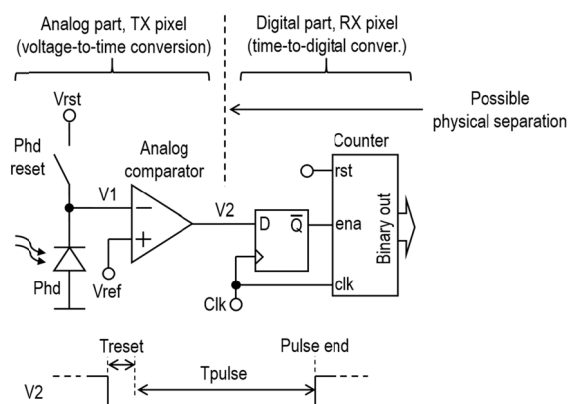 Analog part, TX pixel
(voltage-to-time conversion)
Digital part, RX pixel
(time-to-digital conver.)
Possible
physical separation
Vrst
Phd
reset
Analog
comparator
Counter
rst
V1
V2
D Q
ena
Binary out
clk
Phd
Vref
Clk
Treset
Pulse end
Tpulse
V2